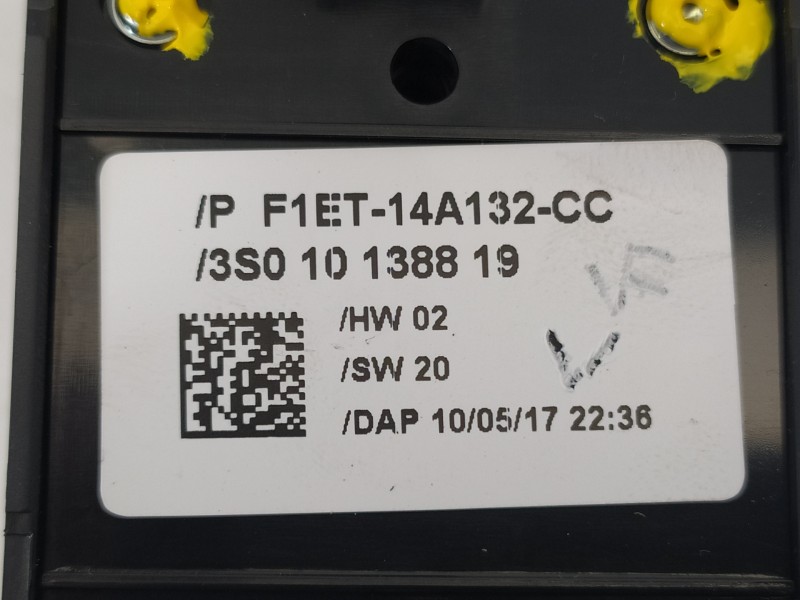 /P F1ET-14A132-CC
/3S0 10 1388 19
/HW 02
/SW 20
/DAP 10/05/17 22:36